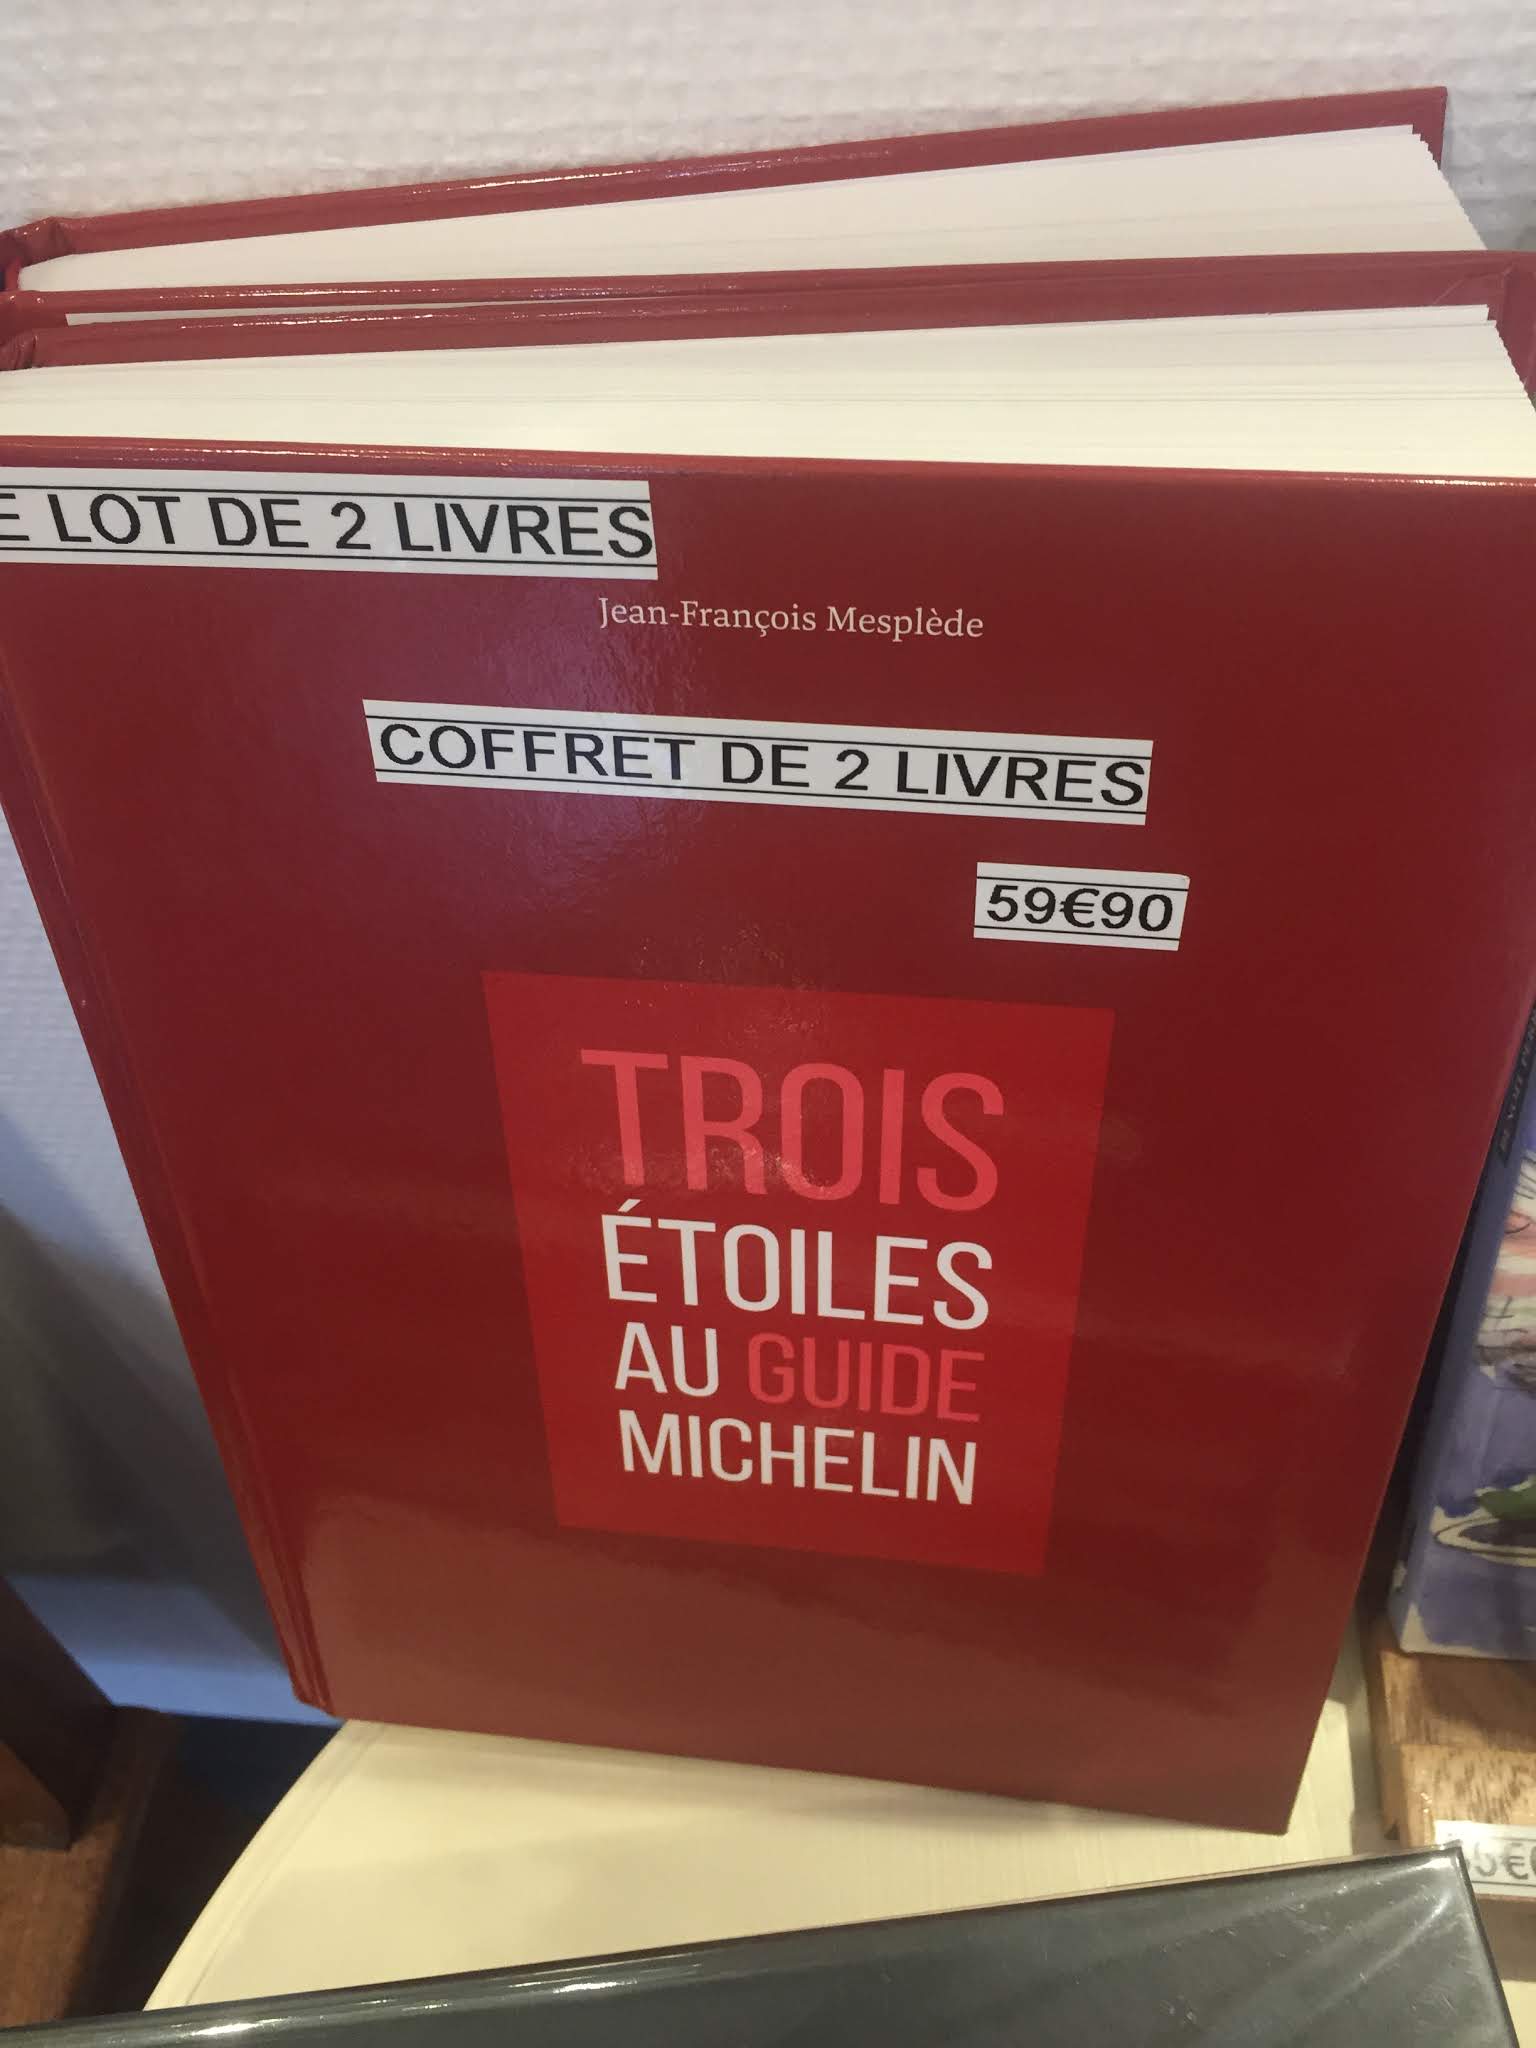 E LOT DE 2 LIVRES
Jean-François Mesplède
COFFRET DE 2 LIVRES
59€90
TROIS
ÉTOILES
AU GUIDE
MICHELIN